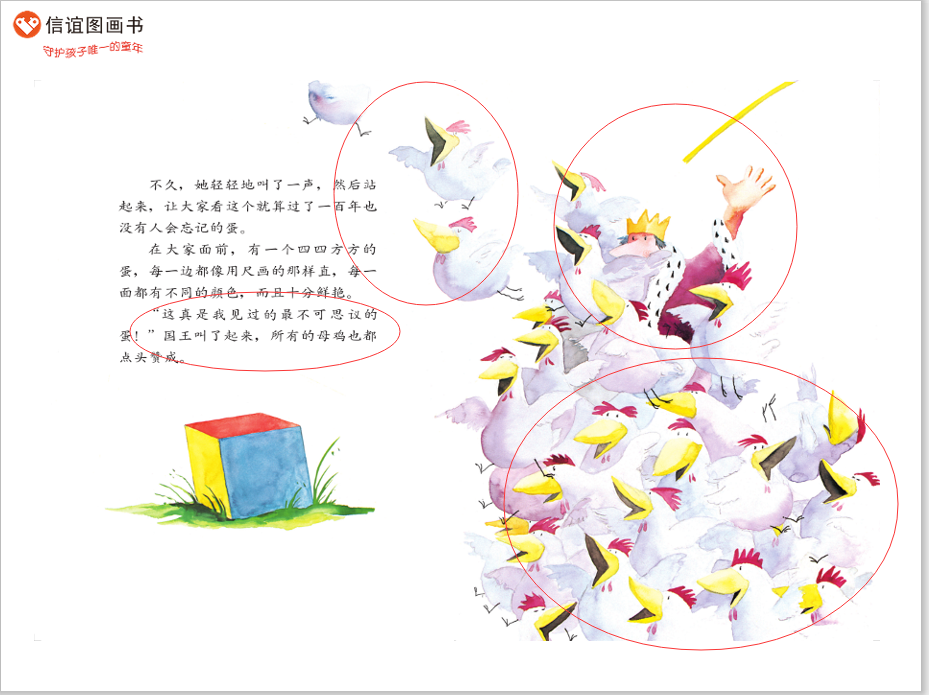 信谊图画书
守护孩子唯一的童年
不久，她轻轻地叫了一声，然后站
起来，让大家看这个就算过了一百年也
没有人会忘记的蛋。
在大家面前，有一个四四方方的
蛋，每一边都像用尺画的那样直，每一
面都有不同的颜色，而且十分鲜艳。
“这真是我见过的最不可思议的
蛋！”国王叫了起来，所有的母鸡也都
点头赞成。